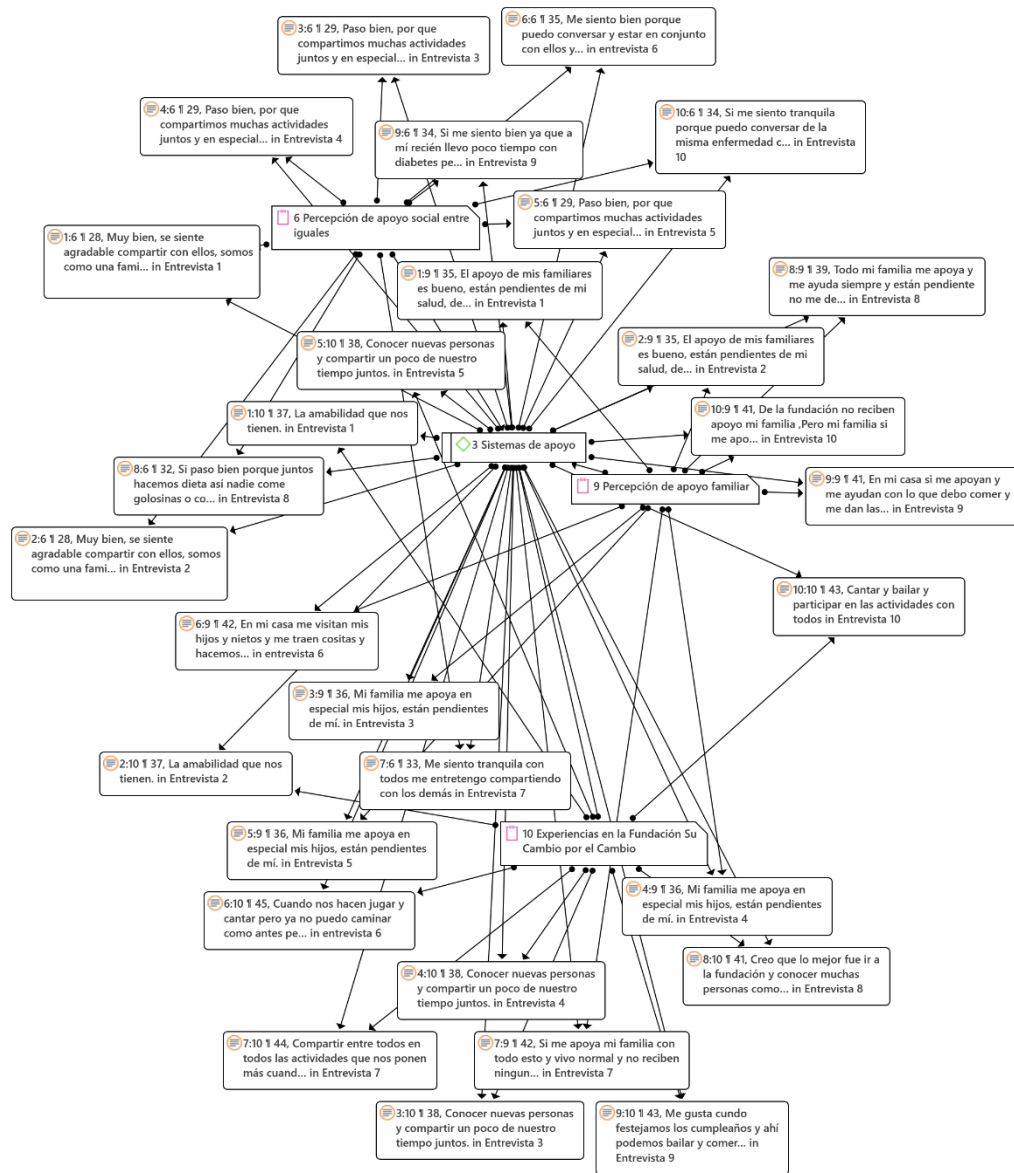 3:6 ¶ 29, Paso bien, por que
compartimos muchas actividades
juntos y en especial... in Entrevista 3
6:6 ¶ 35, Me siento bien porque
puedo conversar y estar en conjunto
con ellos y... in entrevista 6
4:6 ¶ 29, Paso bien, por que
compartimos muchas actividades
juntos y en especial... in
Entrevista 4
9:6 ¶ 34, Si me siento bien ya que a
mí recién llevo poco tiempo con
diabetes pe... in Entrevista 9
10:6 ¶ 34, Si me siento tranquila
porque puedo conversar de la
misma enfermedad c... in Entrevista
10
5:6 ¶ 29, Paso bien, por que
compartimos muchas actividades
juntos y en especial... in Entrevista 5
6 Percepción de apoyo social entre
iguales
1:6 ¶ 28, Muy bien, se siente
agradable compartir con ellos, somos
como una fami... in Entrevista 1
1:9 ¶ 35, El apoyo de mis familiares
es bueno, están pendientes de mi
salud, de... in Entrevista 1
8:9 ¶ 39, Todo mi familia me apoya y
me ayuda siempre y están pendiente
no me de... in Entrevista 8
5:10 ¶ 38, Conocer nuevas personas
y compartir un poco de nuestro
tiempo juntos. in Entrevista 5
2:9 ¶ 35, El apoyo de mis familiares
es bueno, están pendientes de mi
salud, de... in Entrevista 2
1:10 ¶ 37, La amabilidad que nos
tienen. in Entrevista 1
10:9 ¶ 41, De la fundación no reciben
apoyo mi familia ,Pero mi familia si
me apo... in Entrevista 10
3 Sistemas de apoyo
8:6 ¶ 32, Si paso bien porque juntos
hacemos dieta así nadie come
golosinas o co... in Entrevista 8
9 Percepción de apoyo familiar
9:9 ¶ 41, En mi casa si me apoyan y
me ayudan con lo que debo comer y
me dan las... in Entrevista 9
2:6 ¶ 28, Muy bien, se siente
agradable compartir con ellos, somos
como una fami... in Entrevista 2
10:10 ¶ 43, Cantar y bailar y
participar en las actividades con
todos in Entrevista 10
6:9 ¶ 42, En mi casa me visitan mis
hijos y nietos y me traen cositas y
hacemos... in entrevista 6
3:9 ¶ 36, Mi familia me apoya en
especial mis hijos, están pendientes
de mí. in Entrevista 3
2:10 ¶ 37, La amabilidad que nos
tienen. in Entrevista 2
7:6 ¶ 33, Me siento tranquila con
todos me entretengo compartiendo
con los demás in Entrevista 7
5:9 ¶ 36, Mi familia me apoya en
especial mis hijos, están pendientes
de mí. in Entrevista 5
10 Experiencias en la Fundación Su
Cambio por el Cambio
6:10 ¶ 45, Cuando nos hacen jugar y
cantar pero ya no puedo caminar
como antes pe... in entrevista 6
4:9 ¶ 36, Mi familia me apoya en
especial mis hijos, están pendientes
de mí. in Entrevista 4
8:10 ¶ 41, Creo que lo mejor fue ir a
la fundación y conocer muchas
personas como... in Entrevista 8
4:10 ¶ 38, Conocer nuevas personas
y compartir un poco de nuestro
tiempo juntos. in Entrevista 4
7:10 ¶ 44, Compartir entre todos en
todos las actividades que nos ponen
más cuand... in Entrevista 7
7:9 ¶ 42, Si me apoya mi familia con
todo esto y vivo normal y no reciben
ningun... in Entrevista 7
3:10 ¶ 38, Conocer nuevas personas
y compartir un poco de nuestro
tiempo juntos. in Entrevista 3
9:10 ¶ 43, Me gusta cundo
festejamos los cumpleaños y ahí
podemos bailar y comer... in
Entrevista 9